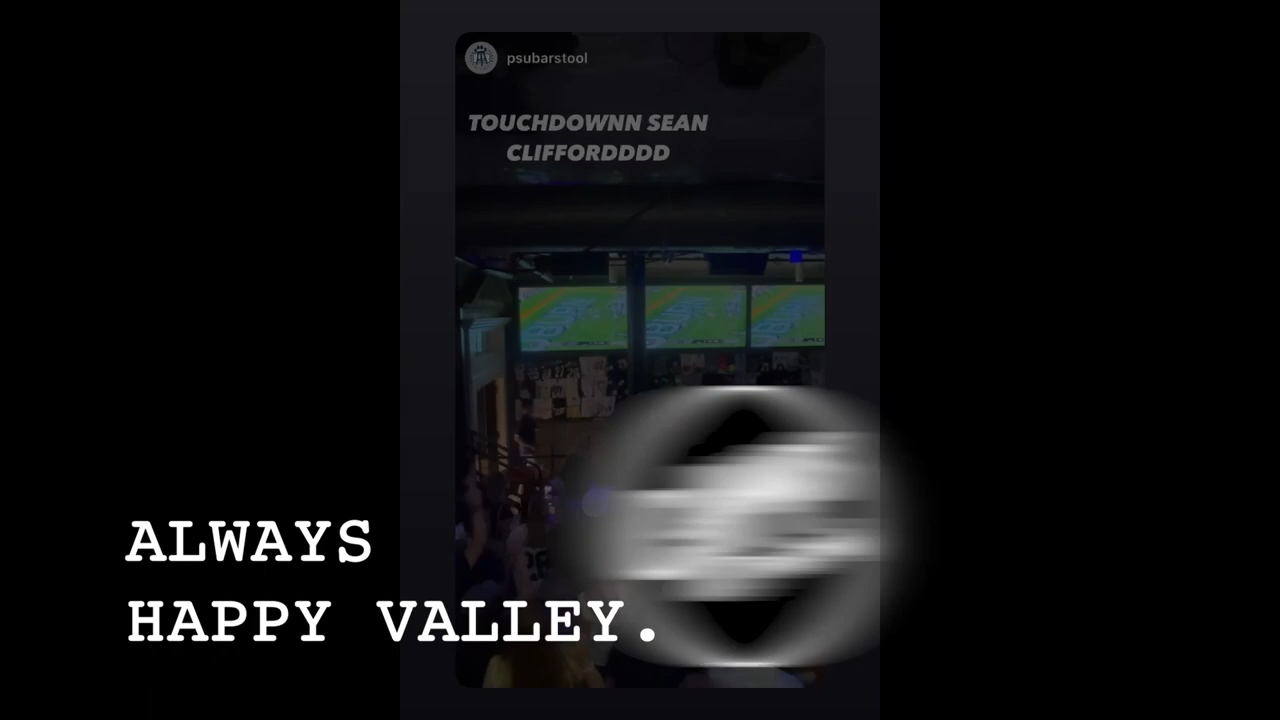 psubarstool
TOUCHDOWNN SEAN
CLIFFORDDDD
ALWAYS
HAPPY VALLEY.